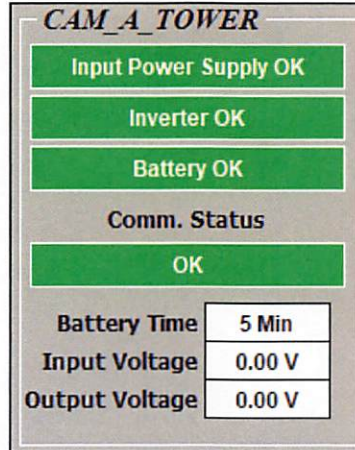 CAM_A_TOWER
Input Power Supply OK
Inverter OK
Battery OK
Comm. Status
OK
Battery Time 5 Min
Input Voltage 0.00 V
Output Voltage 0.00 V